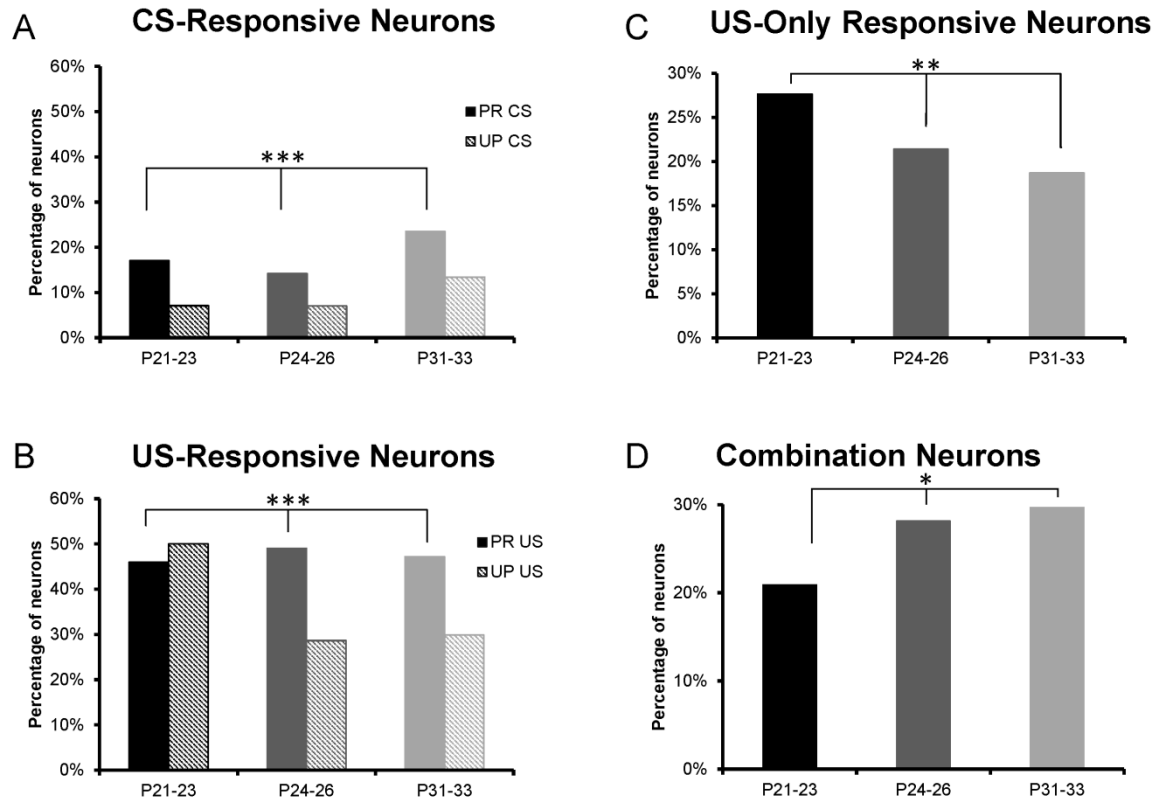 A
CS-Responsive Neurons
60%
50%
40%
30%
20%
10%
0%
Percentage of neurons
***
PR CS
UP CS
P21-23
P24-26
P31-33
C
US-Only Responsive Neurons
30%
25%
20%
15%
10%
5%
0%
Percentage of neurons
**
P21-23
P24-26
P31-33
B
US-Responsive Neurons
60%
50%
40%
30%
20%
10%
0%
Percentage of neurons
***
PR US
UP US
P21-23
P24-26
P31-33
D
Combination Neurons
30%
20%
10%
0%
Percentage of neurons
*
P21-23
P24-26
P31-33